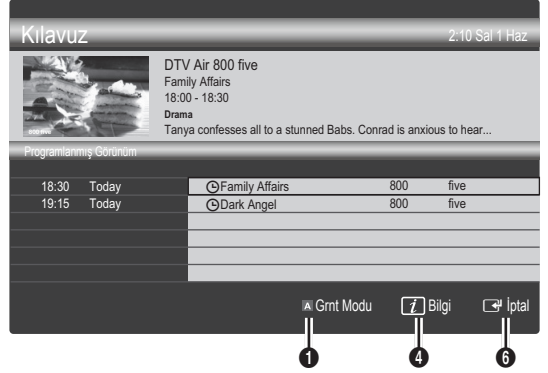 Kılavuz 2:10 Sal 1 Haz
DTV Air 800 five
Family Affairs
18:00 - 18:30
Drama
Tanya confesses all to a stunned Babs. Conrad is anxious to hear...
800 five
Programlanmış Görünüm
18:30 Today Family Affairs 800 five
19:15 Today Dark Angel 800 five
A Grnt Modu i Bilgi İptal
1 4 6